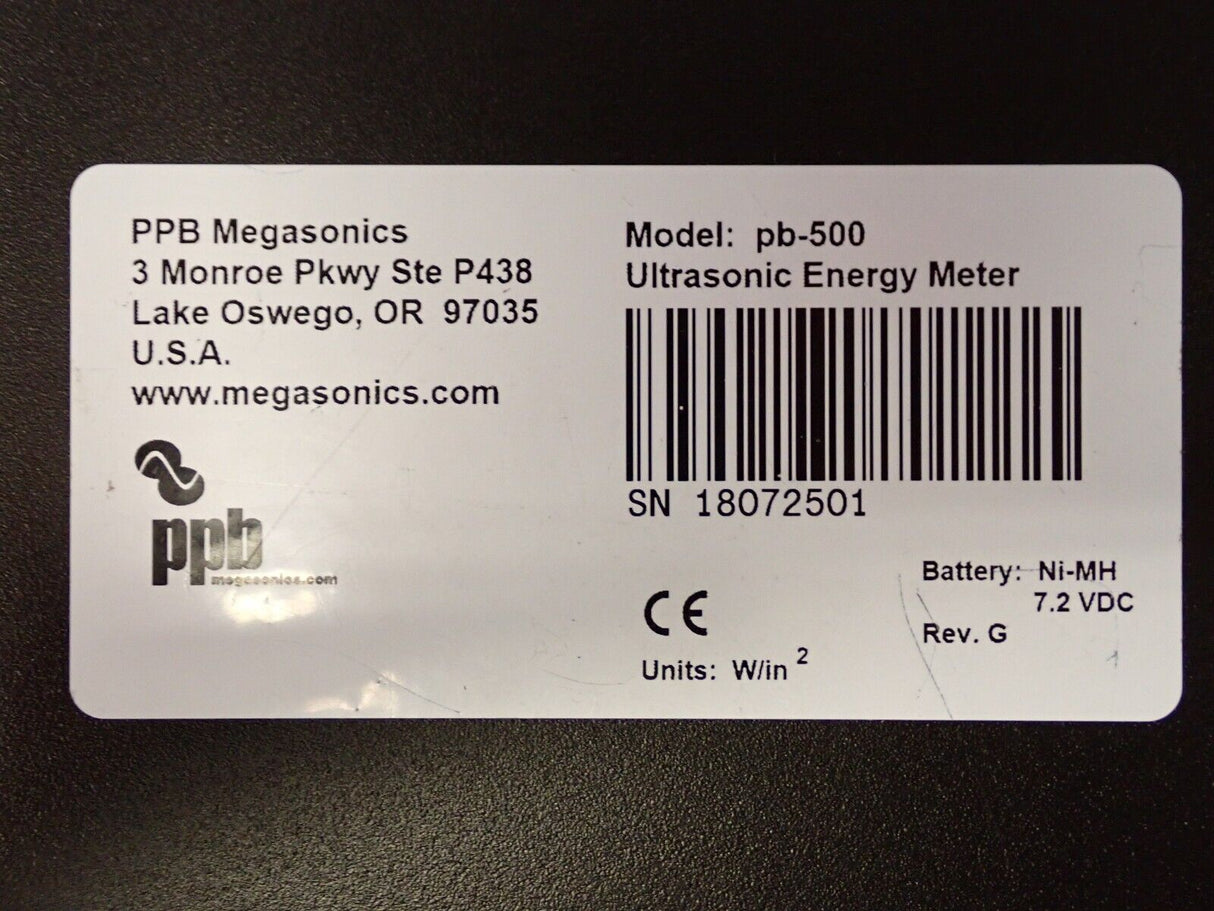 PPB Megasonics
3 Monroe Pkwy Ste P438
Lake Oswego, OR 97035
U.S.A.
www.megasonics.com
ppb
megasonics.com
Model: pb-500
Ultrasonic Energy Meter
SN 18072501
CE
Units: W/in 2
Battery: Ni-MH
7.2 VDC
Rev. G